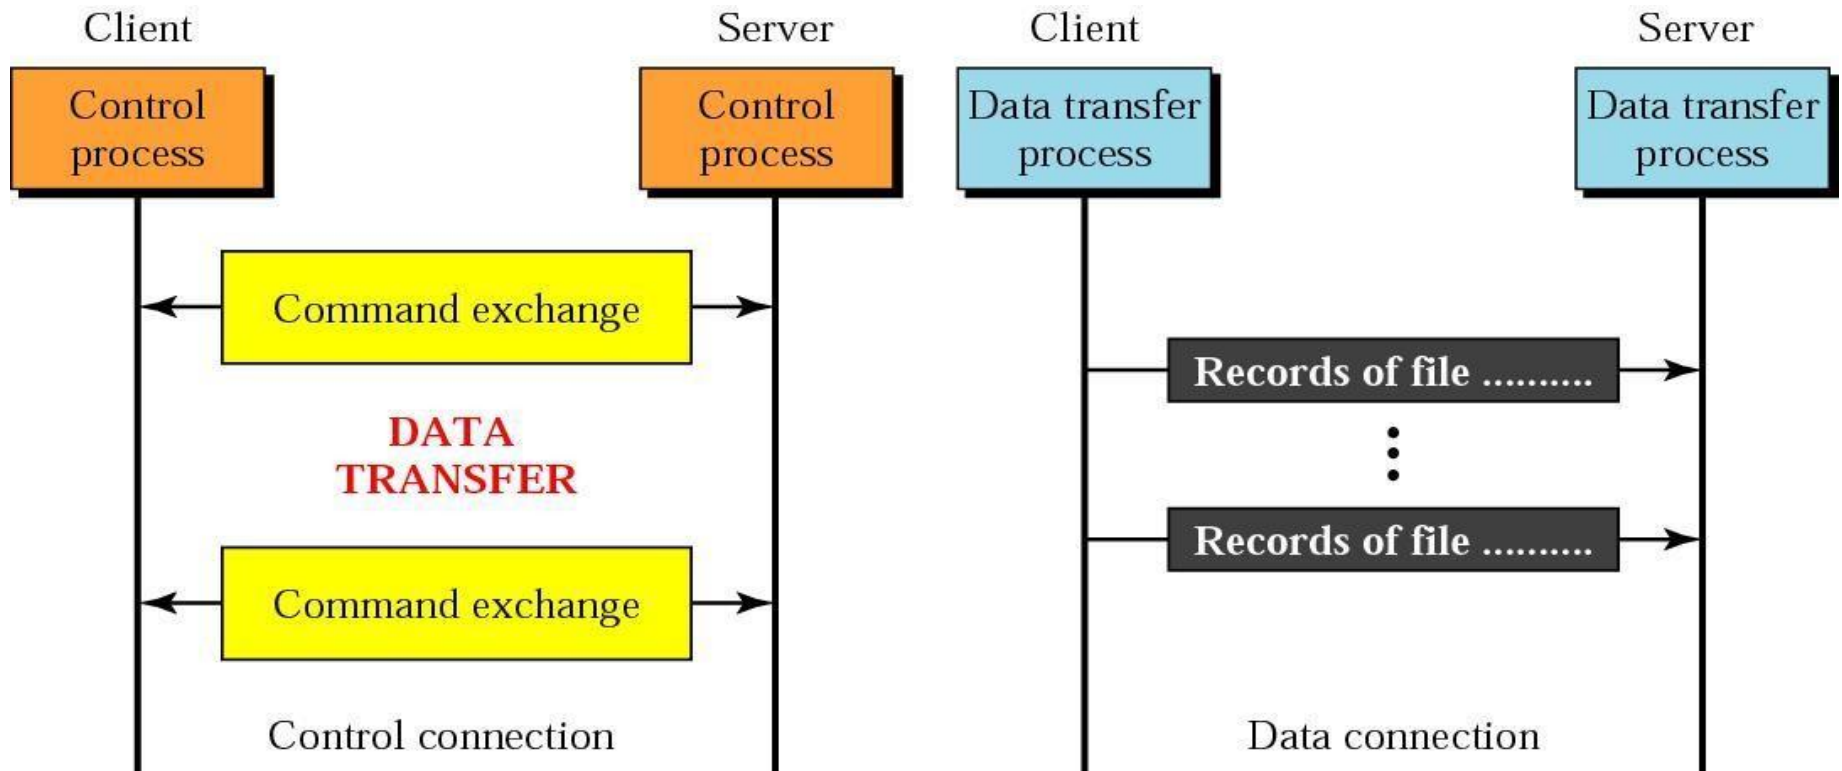 Client
Server
Control
process
Control
process
Command exchange
DATA
TRANSFER
Command exchange
Control connection
Client
Server
Data transfer
process
Data transfer
process
Records of file ..........
Records of file ..........
Data connection